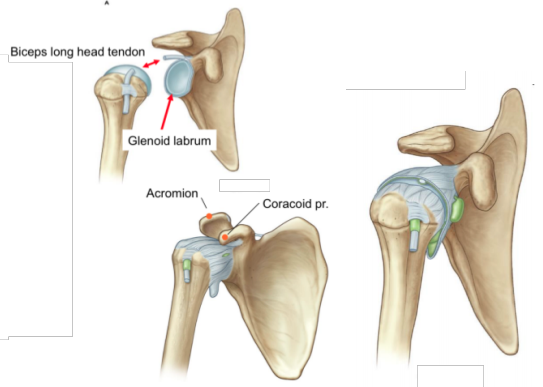 A
Biceps long head tendon
Glenoid labrum
Acromion
Coracoid pr.